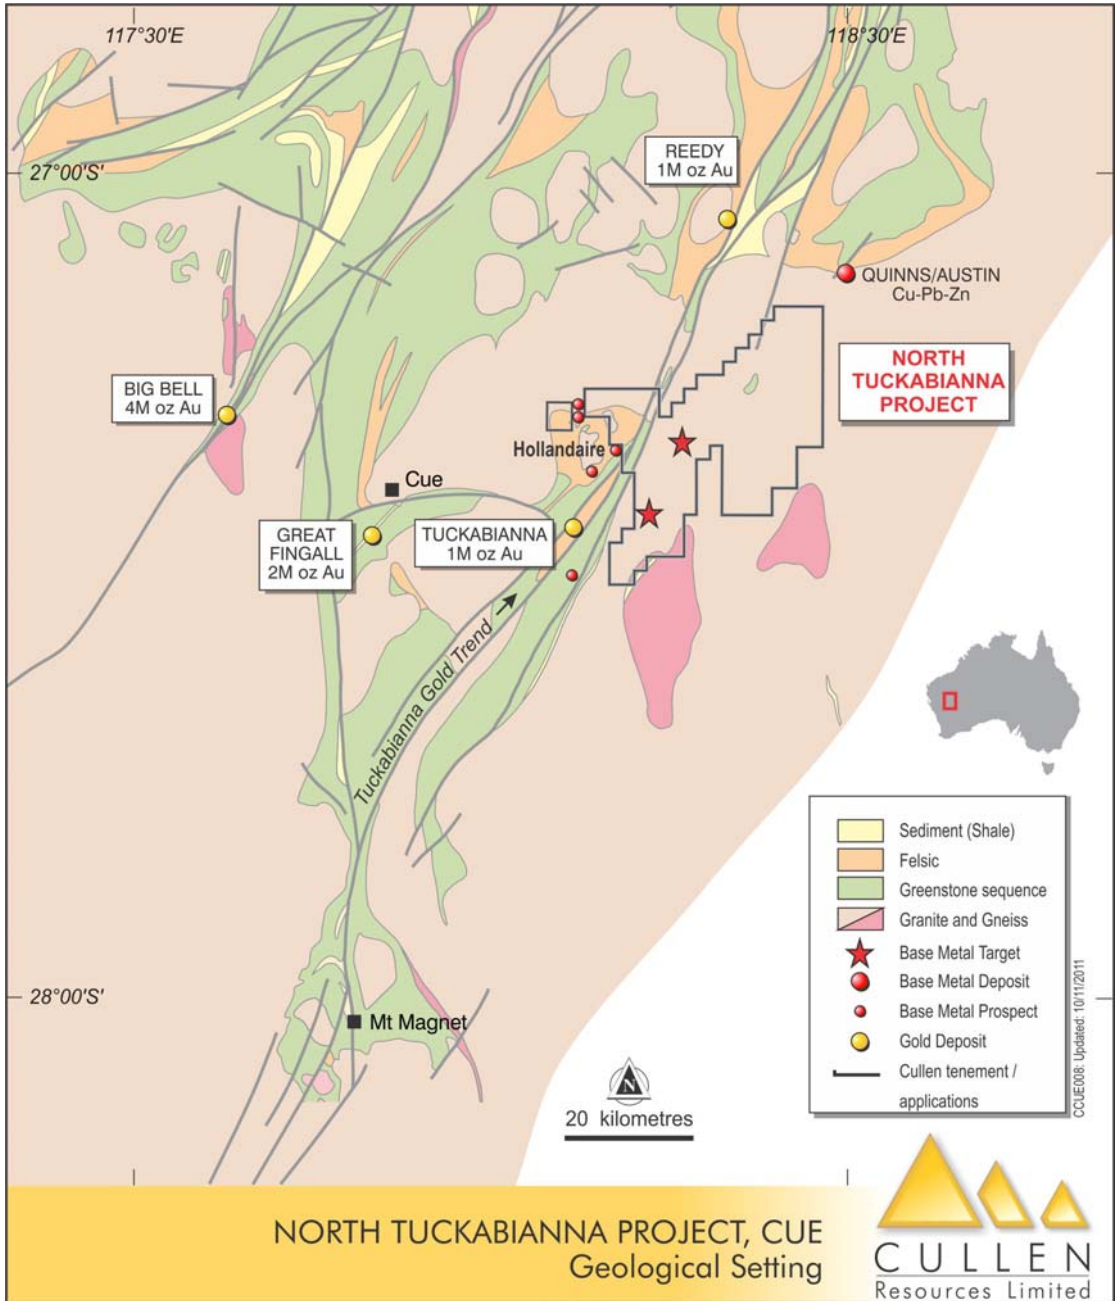 117°30'E
118°30'E
27°00'S'
REEDY
1M oz Au
QUINNS/AUSTIN
Cu-Pb-Zn
NORTH
TUCKABIANNA
PROJECT
BIG BELL
4M oz Au
Hollandaire
Cue
GREAT
FINGALL
2M oz Au
TUCKABIANNA
1M oz Au
Tuckabianna Gold Trend
28°00'S'
Mt Magnet
Sediment (Shale)
Felsic
Greenstone sequence
Granite and Gneiss
Base Metal Target
Base Metal Deposit
Base Metal Prospect
Gold Deposit
Cullen tenement /
applications
CCUE008: Updated: 10/11/2011
N
20 kilometres
NORTH TUCKABIANNA PROJECT, CUE
Geological Setting
CULLEN
Resources Limited